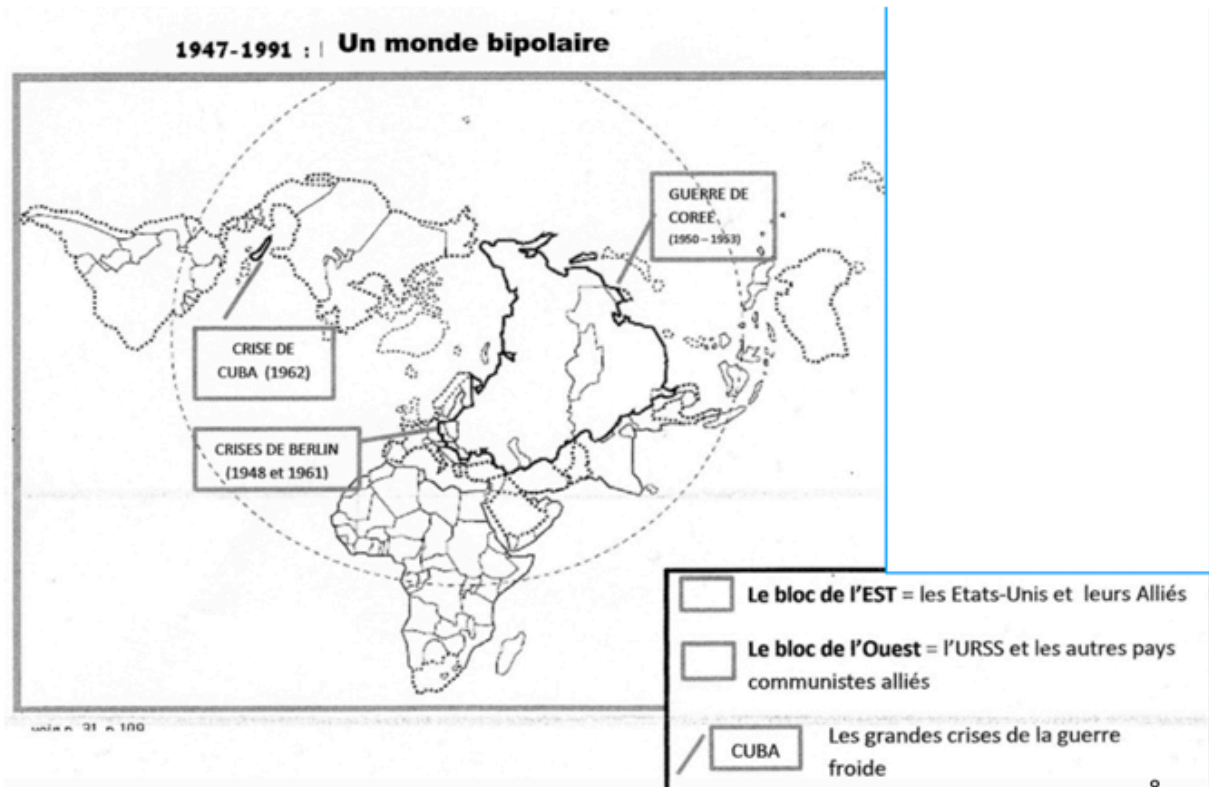 1947-1991 : Un monde bipolaire
GUERRE DE
COREE
(1950 – 1953)
CRISE DE
CUBA (1962)
CRISES DE BERLIN
(1948 et 1961)
Le bloc de l'EST = les Etats-Unis et leurs Alliés
Le bloc de l'Ouest = l'URSS et les autres pays
communistes alliés
CUBA
Les grandes crises de la guerre
froide